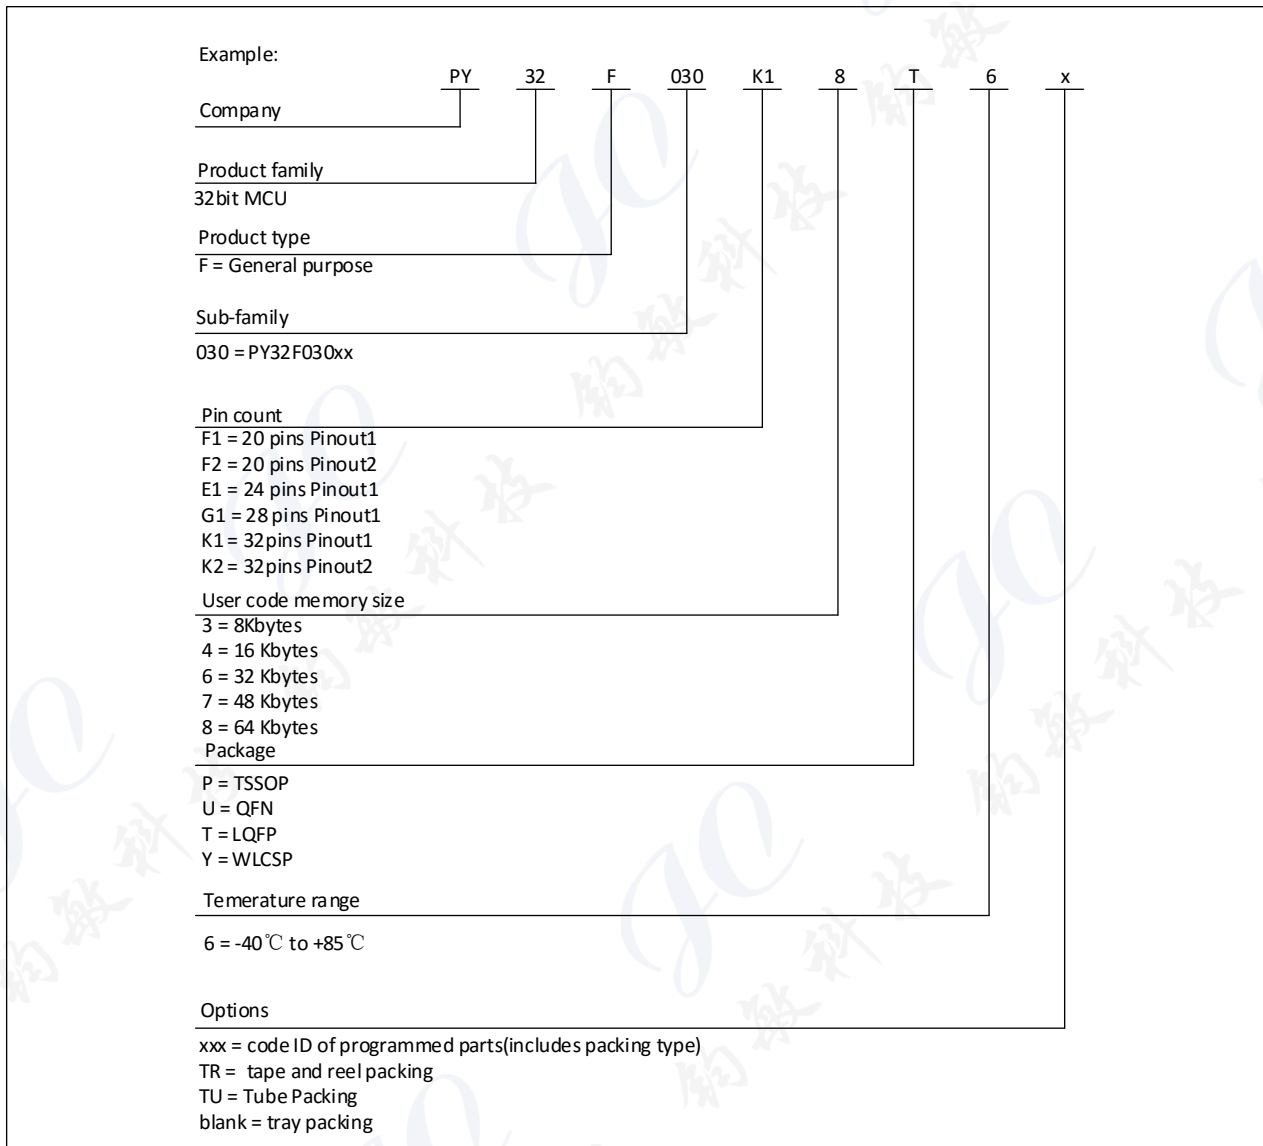 Example:
PY 32 F 030 K1 8 T 6 x
Company
Product family
32bit MCU
Product type
F = General purpose
Sub-family
030 = PY32F030xx
Pin count
F1 = 20 pins Pinout1
F2 = 20 pins Pinout2
E1 = 24 pins Pinout1
G1 = 28 pins Pinout1
K1 = 32pins Pinout1
K2 = 32pins Pinout2
User code memory size
3 = 8Kbytes
4 = 16 Kbytes
6 = 32 Kbytes
7 = 48 Kbytes
8 = 64 Kbytes
Package
P = TSSOP
U = QFN
T = LQFP
Y = WLCSP
Temerature range
6 = -40℃ to +85℃
Options
xxx = code ID of programmed parts(includes packing type)
TR = tape and reel packing
TU = Tube Packing
blank = tray packing